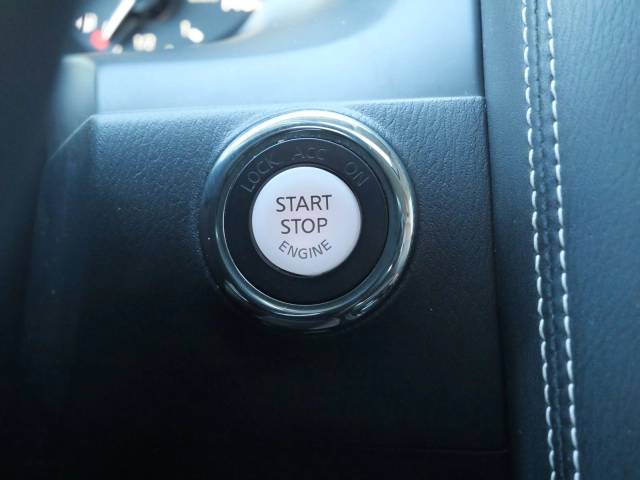 LOCK ACC ON
START
STOP
ENGINE